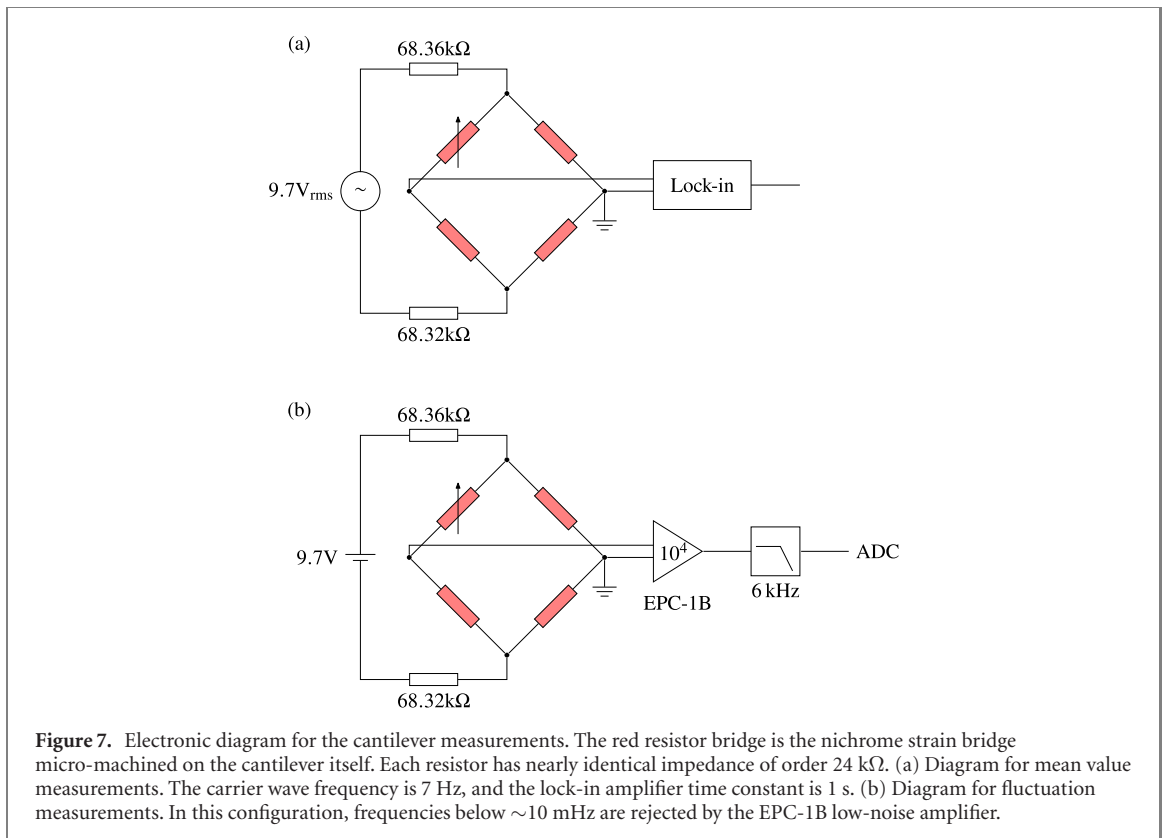 (a)
68.36kΩ
9.7V_rms
~
Lock-in
68.32kΩ
(b)
68.36kΩ
9.7V
10⁴
EPC-1B
6 kHz
ADC
68.32kΩ
Figure 7. Electronic diagram for the cantilever measurements. The red resistor bridge is the nichrome strain bridge
micro-machined on the cantilever itself. Each resistor has nearly identical impedance of order 24 kΩ. (a) Diagram for mean value
measurements. The carrier wave frequency is 7 Hz, and the lock-in amplifier time constant is 1 s. (b) Diagram for fluctuation
measurements. In this configuration, frequencies below ∼10 mHz are rejected by the EPC-1B low-noise amplifier.